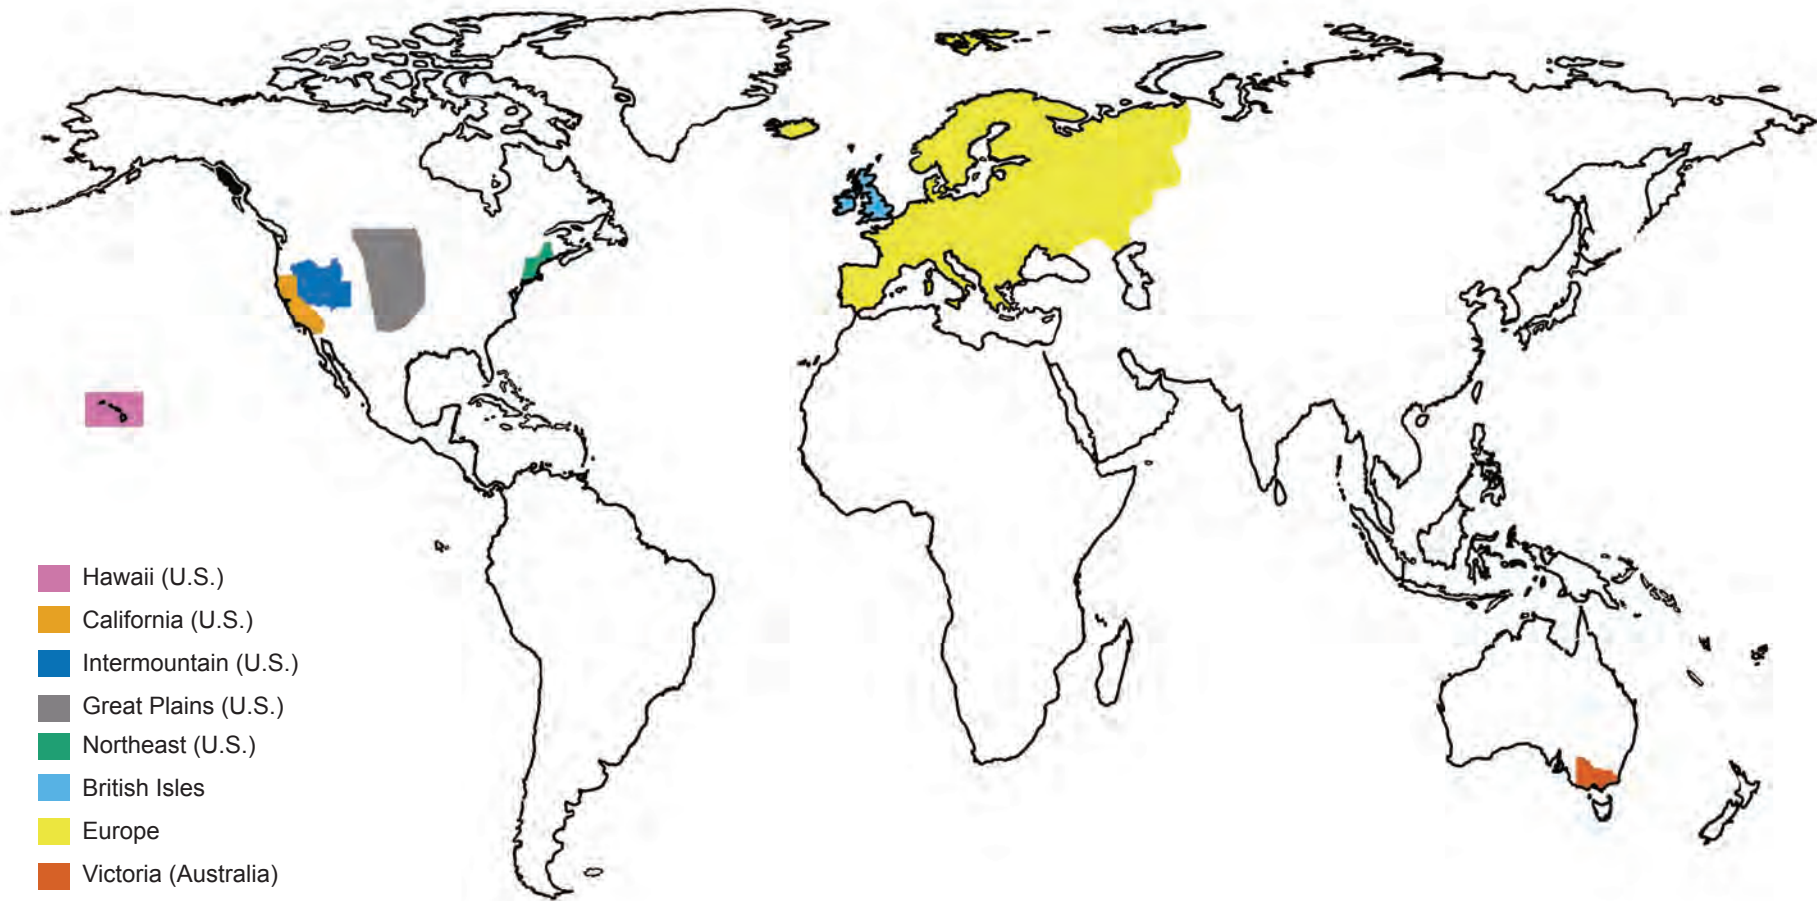 Hawaii (U.S.)
California (U.S.)
Intermountain (U.S.)
Great Plains (U.S.)
Northeast (U.S.)
British Isles
Europe
Victoria (Australia)